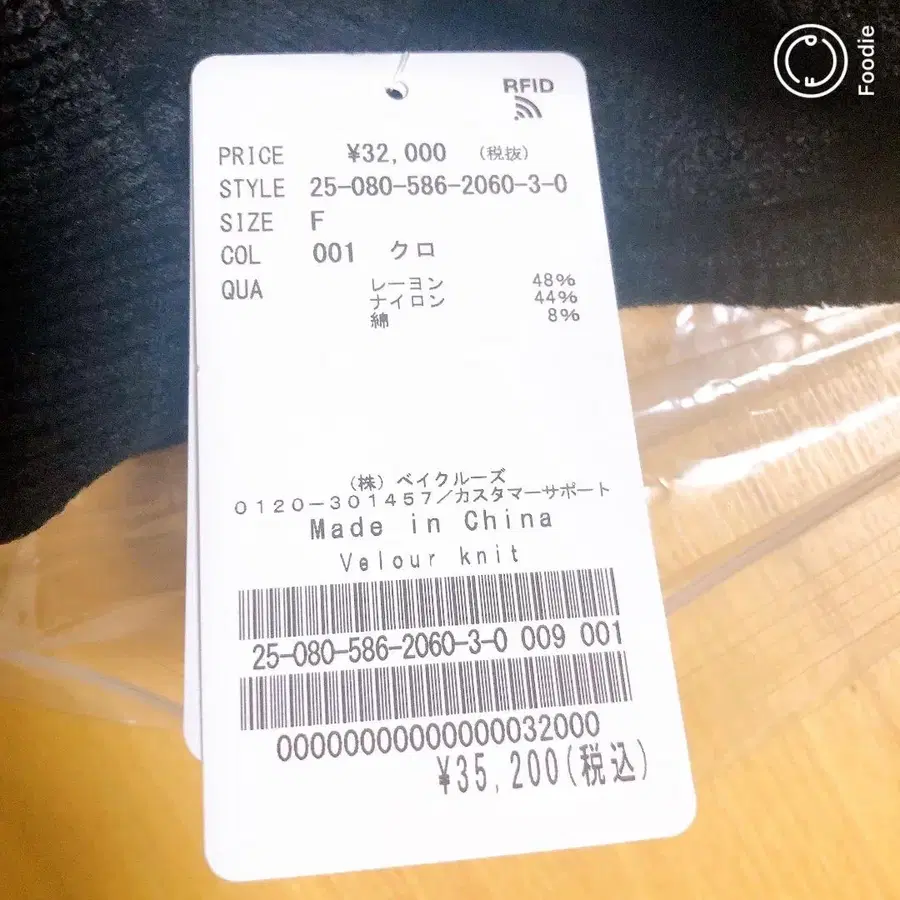 RFID
PRICE ¥32,000 (税抜)
STYLE 25-080-586-2060-3-0
SIZE F
COL 001 クロ
QUA レーヨン 48%
ナイロン 44%
綿 8%
(株) ベイクルーズ
0120-301457/カスタマーサポート
Made in China
Velour knit
25-080-586-2060-3-0 009 001
00000000000000032000
¥35,200(税込)
Foodie